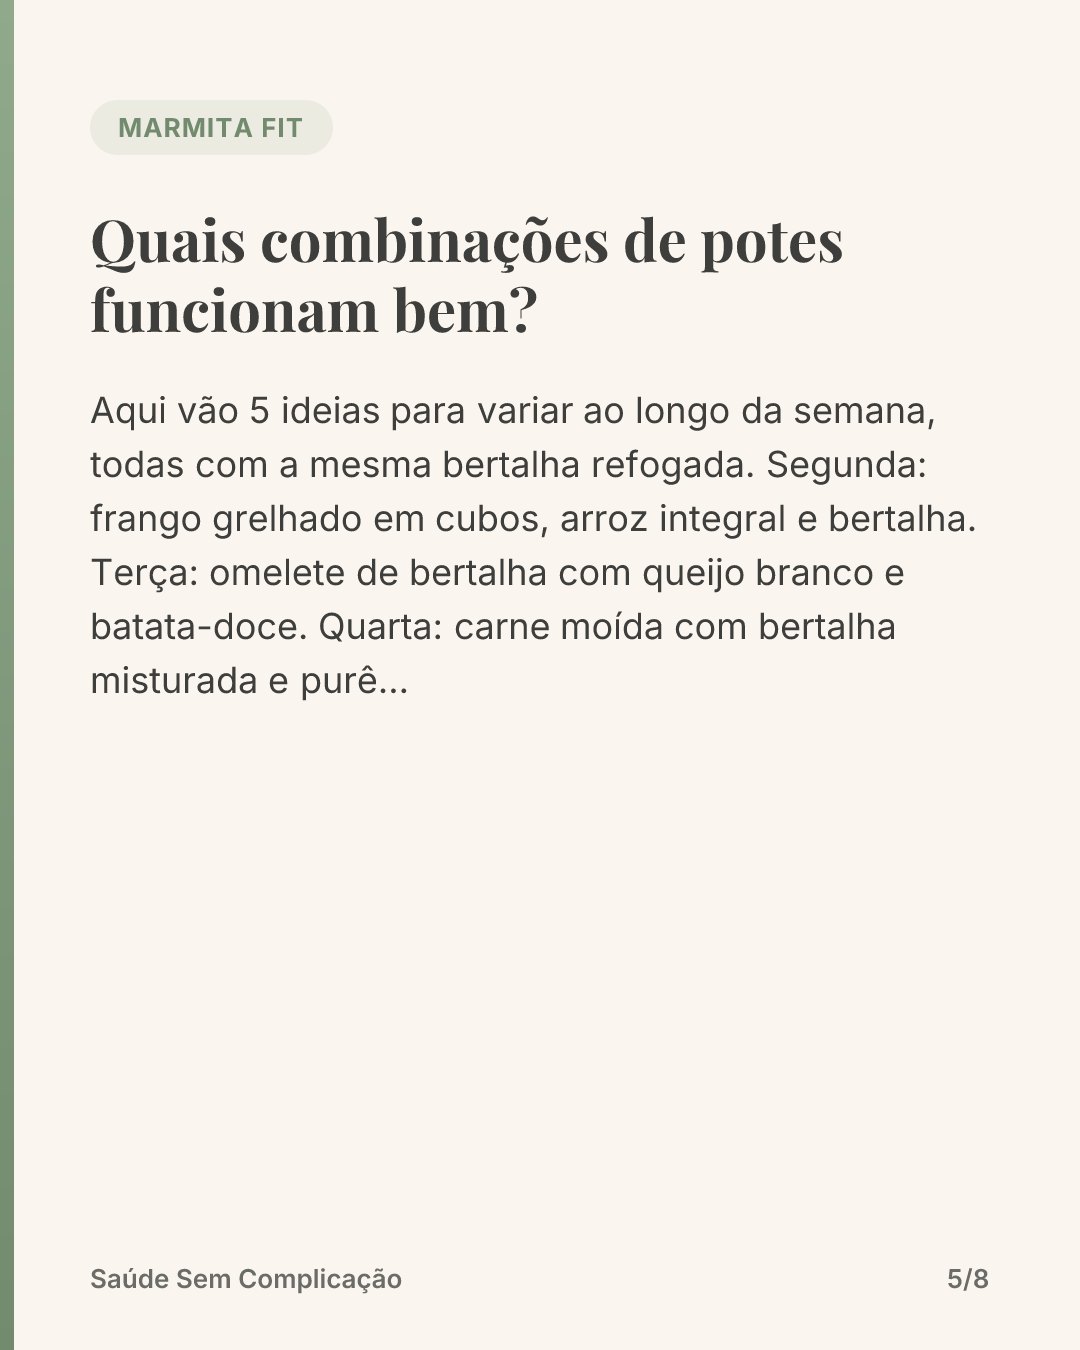 MARMITA FIT
Quais combinações de potes
funcionam bem?
Aqui vão 5 ideias para variar ao longo da semana,
todas com a mesma bertalha refogada. Segunda:
frango grelhado em cubos, arroz integral e bertalha.
Terça: omelete de bertalha com queijo branco e
batata-doce. Quarta: carne moída com bertalha
misturada e purê...
Saúde Sem Complicação
5/8